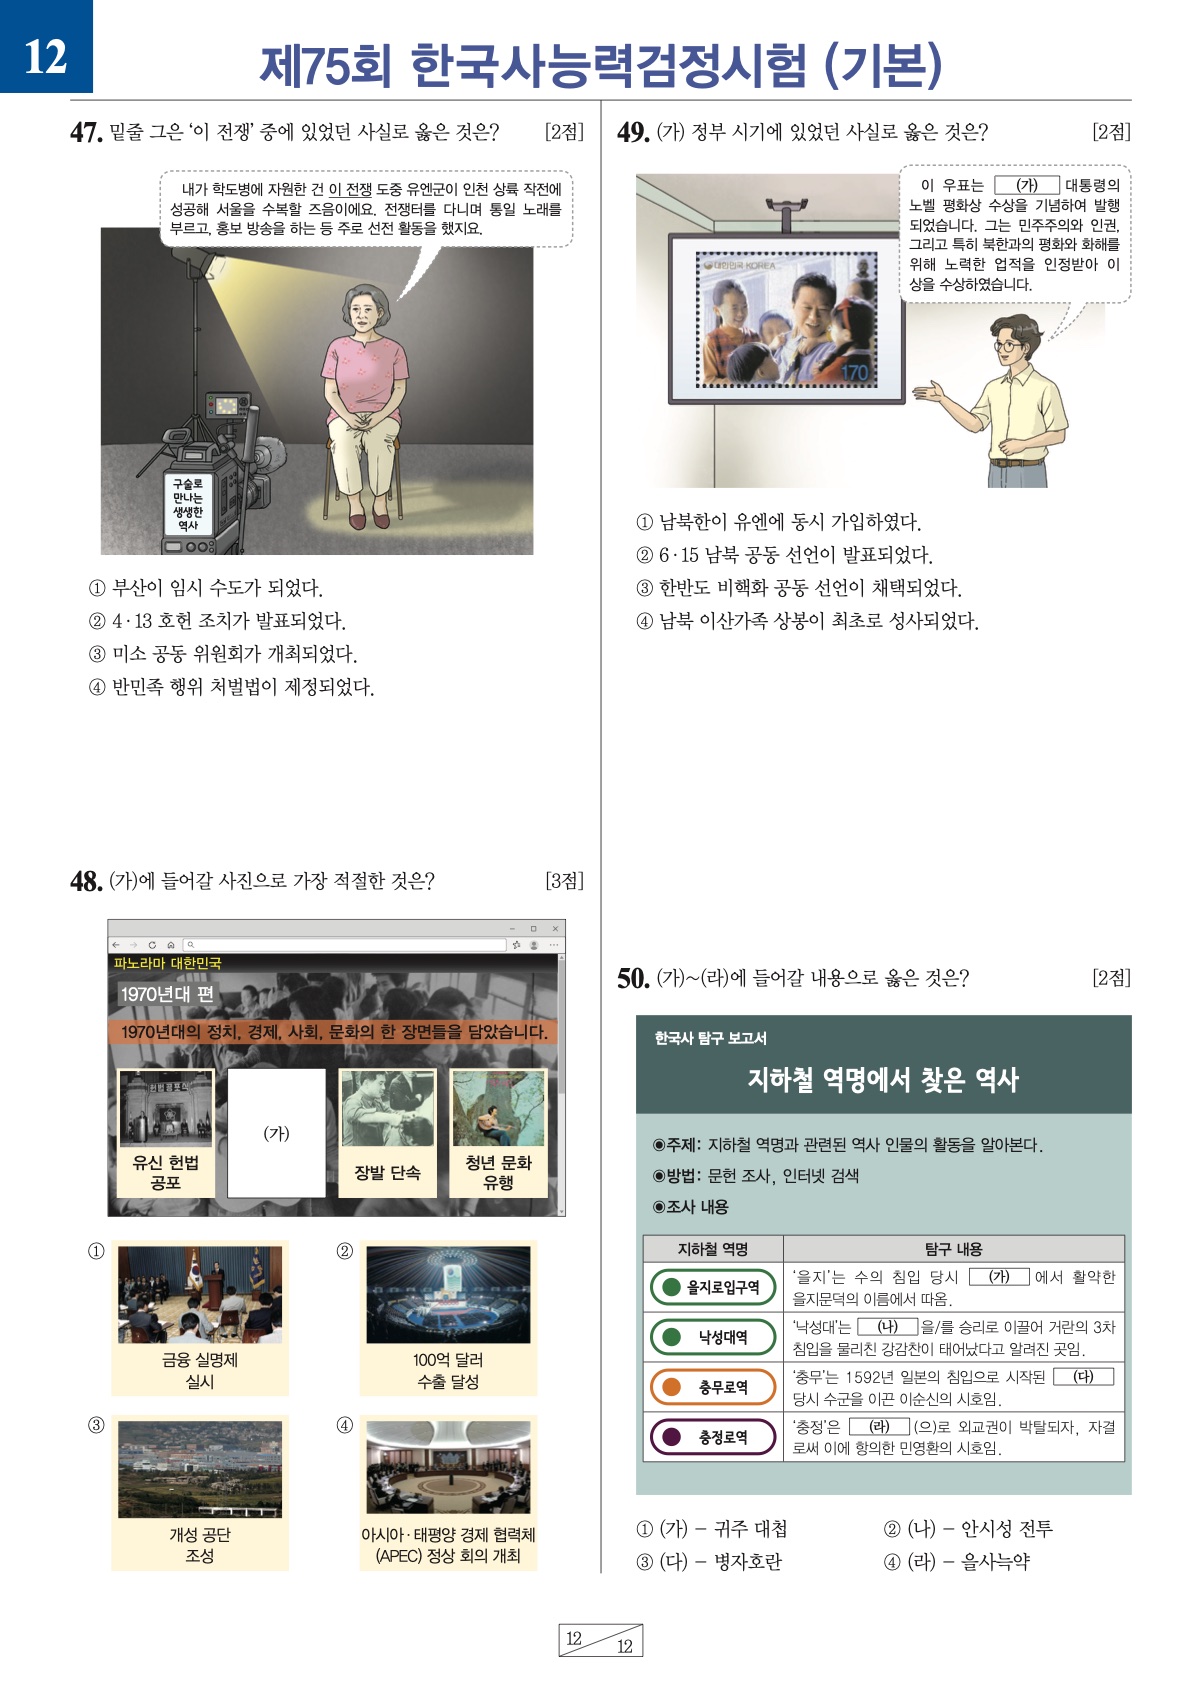 12
제75회 한국사능력검정시험 (기본)
47. 밑줄 그은 ‘이 전쟁’ 중에 있었던 사실로 옳은 것은? [2점]
내가 학도병에 자원한 건 이 전쟁 도중 유엔군이 인천 상륙 작전에
성공해 서울을 수복할 즈음이에요. 전쟁터를 다니며 통일 노래를
부르고, 홍보 방송을 하는 등 주로 선전 활동을 했지요.
구술로
만나는
생생한
역사
① 부산이 임시 수도가 되었다.
② 4·13 호헌 조치가 발표되었다.
③ 미소 공동 위원회가 개최되었다.
④ 반민족 행위 처벌법이 제정되었다.
48. (가)에 들어갈 사진으로 가장 적절한 것은? [3점]
파노라마 대한민국
1970년대 편
1970년대의 정치, 경제, 사회, 문화의 한 장면들을 담았습니다.
헌법공포식
유신 헌법
공포
(가)
장발 단속
청년 문화
유행
①
금융 실명제
실시
②
100억 달러
수출 달성
③
개성 공단
조성
④
아시아·태평양 경제 협력체
(APEC) 정상 회의 개최
49. (가) 정부 시기에 있었던 사실로 옳은 것은? [2점]
이 우표는 (가) 대통령의
노벨 평화상 수상을 기념하여 발행
되었습니다. 그는 민주주의와 인권,
그리고 특히 북한과의 평화와 화해를
위해 노력한 업적을 인정받아 이
상을 수상하였습니다.
대한민국 KOREA
170
① 남북한이 유엔에 동시 가입하였다.
② 6·15 남북 공동 선언이 발표되었다.
③ 한반도 비핵화 공동 선언이 채택되었다.
④ 남북 이산가족 상봉이 최초로 성사되었다.
50. (가)~(라)에 들어갈 내용으로 옳은 것은? [2점]
한국사 탐구 보고서
지하철 역명에서 찾은 역사
◉주제: 지하철 역명과 관련된 역사 인물의 활동을 알아본다.
◉방법: 문헌 조사, 인터넷 검색
◉조사 내용
지하철 역명 탐구 내용
을지로입구역
‘을지’는 수의 침입 당시 (가) 에서 활약한
을지문덕의 이름에서 따옴.
낙성대역
‘낙성대’는 (나) 을/를 승리로 이끌어 거란의 3차
침입을 물리친 강감찬이 태어났다고 알려진 곳임.
충무로역
‘충무’는 1592년 일본의 침입으로 시작된 (다)
당시 수군을 이끈 이순신의 시호임.
충정로역
‘충정’은 (라) (으)로 외교권이 박탈되자, 자결
로써 이에 항의한 민영환의 시호임.
① (가) - 귀주 대첩 ② (나) - 안시성 전투
③ (다) - 병자호란 ④ (라) - 을사늑약
12
12